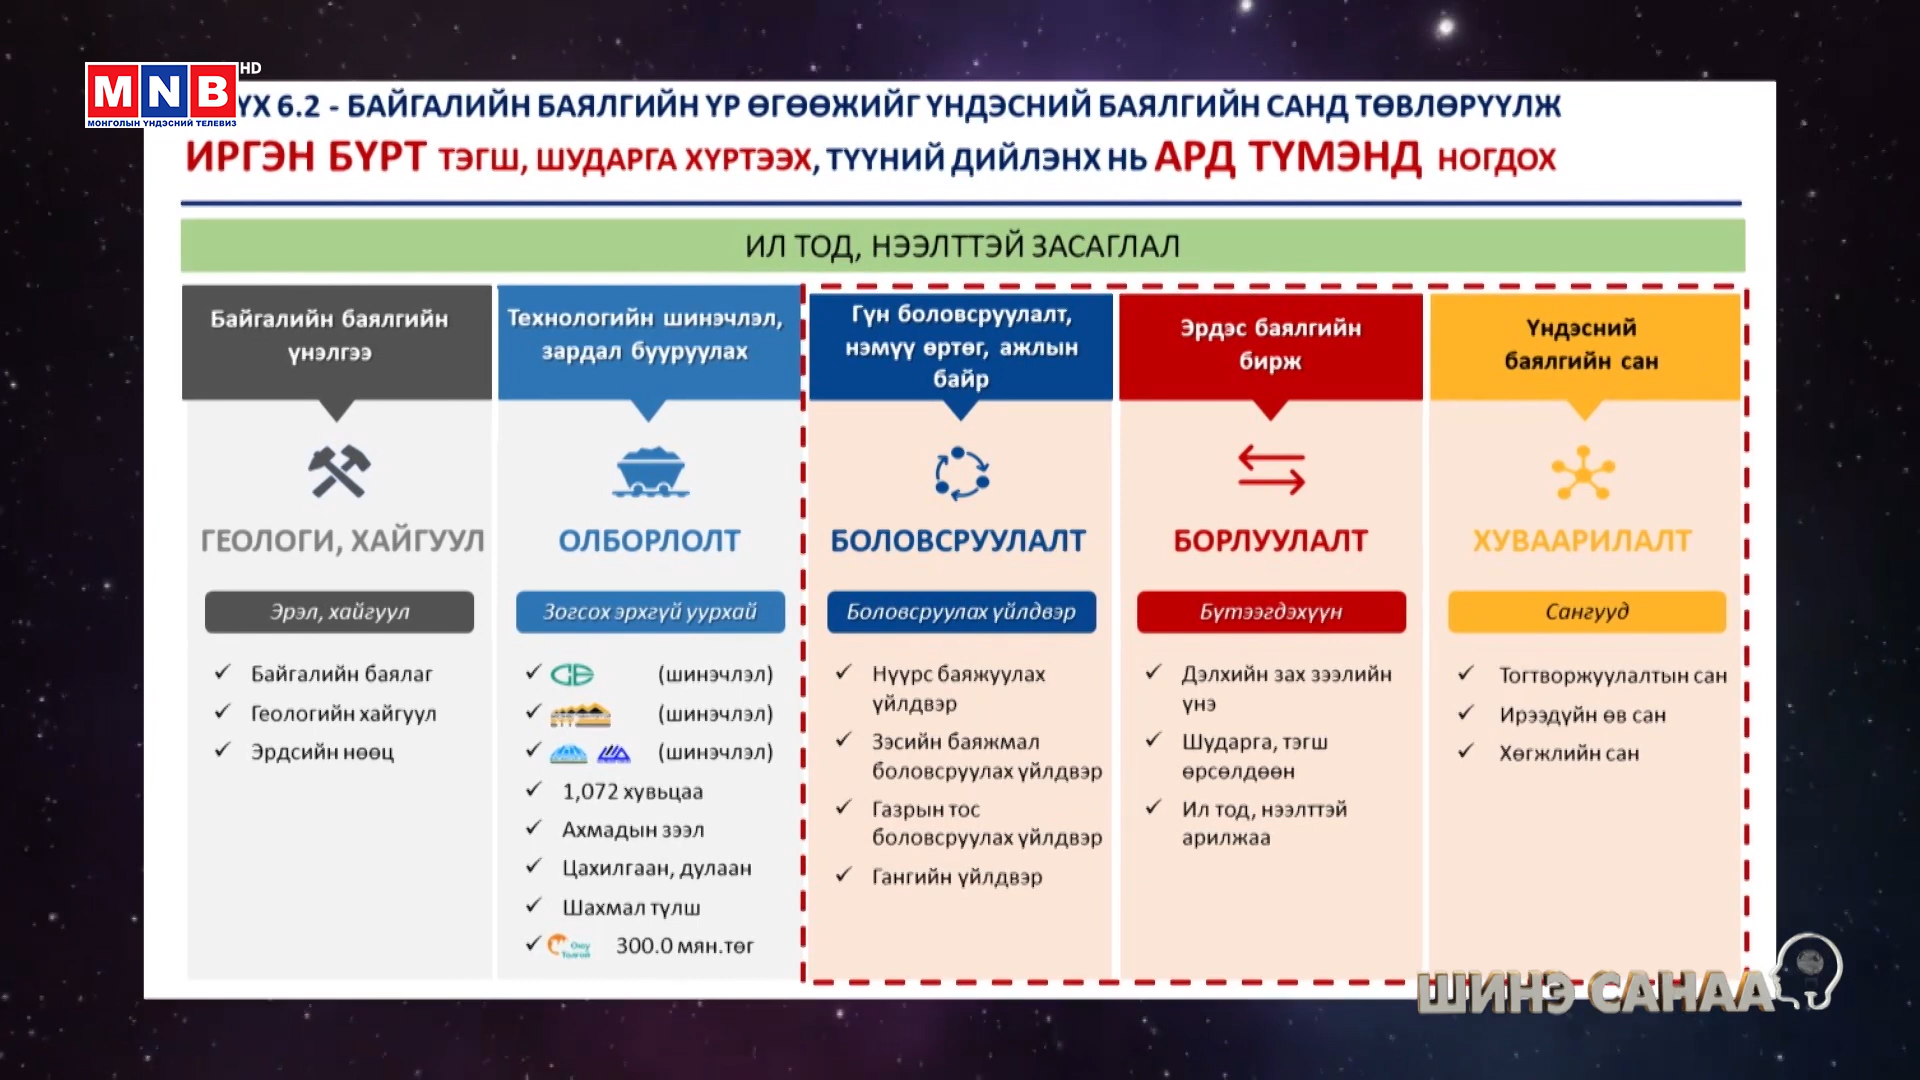 MNB HD
МОНГОЛЫН ҮНДЭСНИЙ ТЕЛЕВИЗ
ҮХ 6.2 - БАЙГАЛИЙН БАЯЛГИЙН ҮР ӨГӨӨЖИЙГ ҮНДЭСНИЙ БАЯЛГИЙН САНД ТӨВЛӨРҮҮЛЖ
ИРГЭН БҮРТ ТЭГШ, ШУДАРГА ХҮРТЭЭХ, ТҮҮНИЙ ДИЙЛЭНХ НЬ АРД ТҮМЭНД НОГДОХ
ИЛ ТОД, НЭЭЛТТЭЙ ЗАСАГЛАЛ
Байгалийн баялгийн
үнэлгээ
ГЕОЛОГИ, ХАЙГУУЛ
Эрэл, хайгуул
✓ Байгалийн баялаг
✓ Геологийн хайгуул
✓ Эрдсийн нөөц
Технологийн шинэчлэл,
зардал бууруулах
ОЛБОРЛОЛТ
Зогсох эрхгүй уурхай
✓ (шинэчлэл)
✓ (шинэчлэл)
✓ (шинэчлэл)
✓ 1,072 хувьцаа
✓ Ахмадын зээл
✓ Цахилгаан, дулаан
✓ Шахмал түлш
✓ Оюу Толгой 300.0 мян.төг
Гүн боловсруулалт,
нэмүү өртөг, ажлын
байр
БОЛОВСРУУЛАЛТ
Боловсруулах үйлдвэр
✓ Нүүрс баяжуулах
үйлдвэр
✓ Зэсийн баяжмал
боловсруулах үйлдвэр
✓ Газрын тос
боловсруулах үйлдвэр
✓ Гангийн үйлдвэр
Эрдэс баялгийн
бирж
БОРЛУУЛАЛТ
Бүтээгдэхүүн
✓ Дэлхийн зах зээлийн
үнэ
✓ Шударга, тэгш
өрсөлдөөн
✓ Ил тод, нээлттэй
арилжаа
Үндэсний
баялгийн сан
ХУВААРИЛАЛТ
Сангууд
✓ Тогтворжуулалтын сан
✓ Ирээдүйн өв сан
✓ Хөгжлийн сан
ШИНЭ САНАА